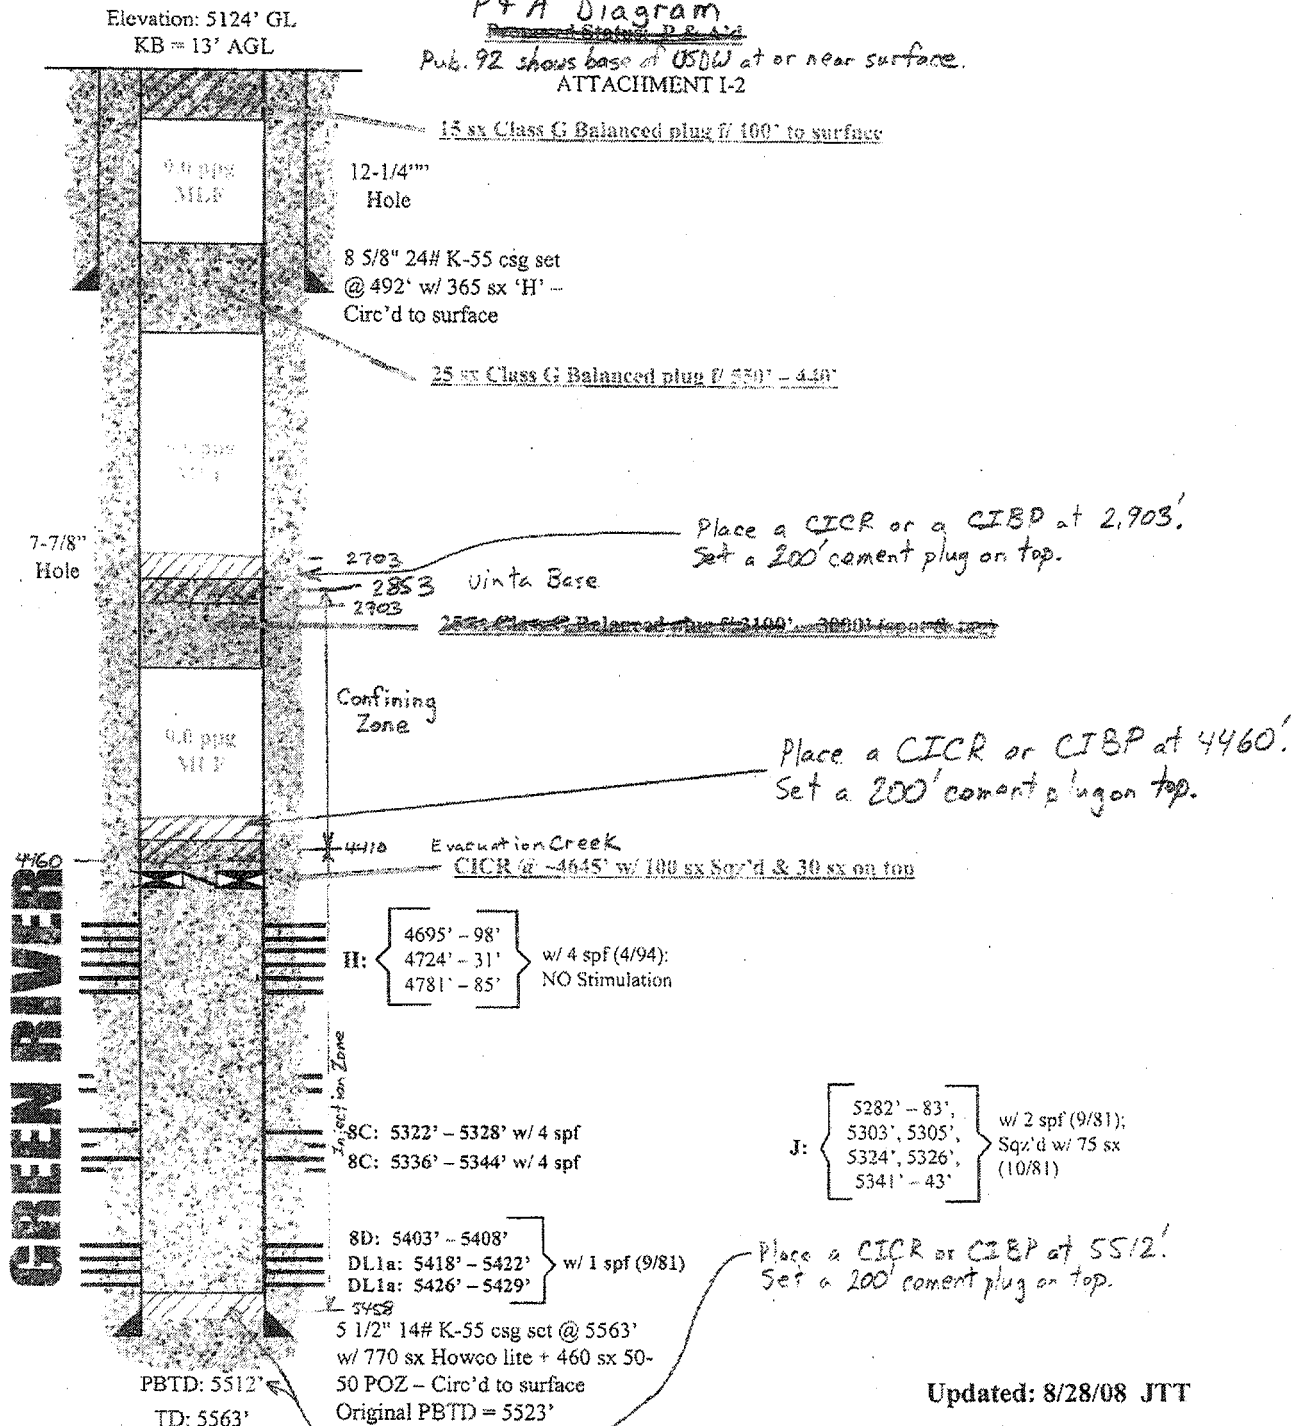 Elevation: 5124' GL
KB = 13' AGL
P & A Diagram
Proposed Status: P & A'd
Pub. 92 shows base of USDW at or near surface.
ATTACHMENT I-2
15 sx Class G Balanced plug f/ 100' to surface
9.0 ppg
MLF
12-1/4""
Hole
8 5/8" 24# K-55 csg set
@ 492' w/ 365 sx 'H' –
Circ'd to surface
25 sx Class G Balanced plug f/ 550' – 440'
ppg
Place a CICR or a CIBP at 2,903'.
Set a 200' cement plug on top.
7-7/8"
Hole
2703
2853 Uinta Base
2903
Class G Balanced plug f/ 3100' – 3000'
Confining
Zone
9.0 ppg
MLF
Place a CICR or CIBP at 4460'.
Set a 200' cement plug on top.
4410 Evacuation Creek
4460
CICR @ ~4645' w/ 100 sx Sqz'd & 30 sx on top
GREEN RIVER
H:
4695' – 98'
4724' – 31'
4781' – 85'
w/ 4 spf (4/94):
NO Stimulation
Injection Zone
8C: 5322' – 5328' w/ 4 spf
8C: 5336' – 5344' w/ 4 spf
J:
5282' – 83',
5303', 5305',
5324', 5326',
5341' – 43'
w/ 2 spf (9/81);
Sqz'd w/ 75 sx
(10/81)
8D: 5403' – 5408'
DL1a: 5418' – 5422'
DL1a: 5426' – 5429'
w/ 1 spf (9/81)
Place a CICR or CIBP at 5512'.
Set a 200' cement plug on top.
5458
5 1/2" 14# K-55 csg set @ 5563'
w/ 770 sx Howco lite + 460 sx 50-
50 POZ – Circ'd to surface
Original PBTD = 5523'
PBTD: 5512'
TD: 5563'
Updated: 8/28/08 JTT